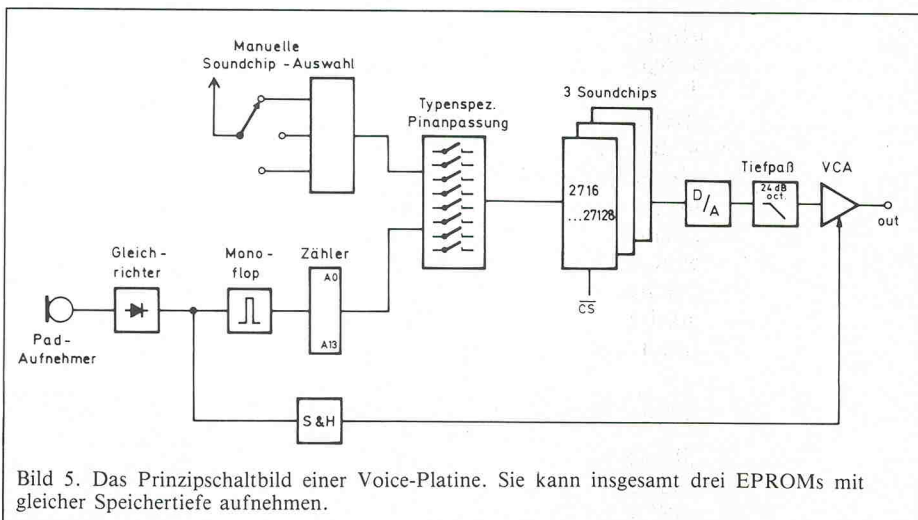 Manuelle
Soundchip - Auswahl
Typenspez.
Pinanpassung
3 Soundchips
2716
...27128
CS
D/A
Tiefpaß
24 dB
oct.
VCA
out
Gleich-
richter
Mono-
flop
Zähler
A0
A13
Pad-
Aufnehmer
S&H
Bild 5. Das Prinzipschaltbild einer Voice-Platine. Sie kann insgesamt drei EPROMs mit
gleicher Speichertiefe aufnehmen.